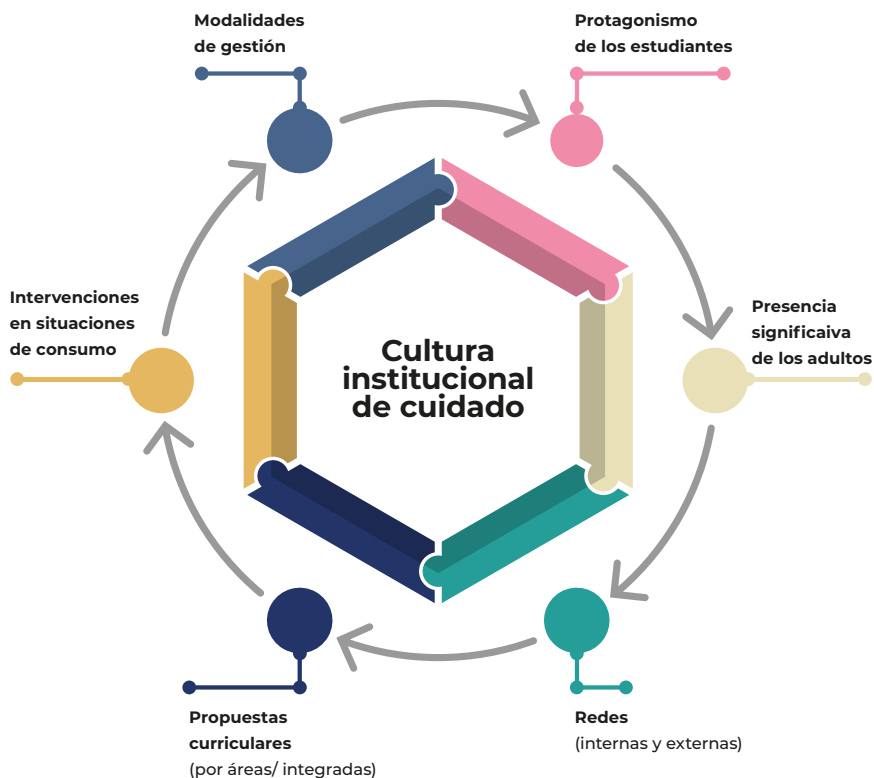 Modalidades
de gestión
Protagonismo
de los estudiantes
Intervenciones
en situaciones
de consumo
Presencia
significaiva
de los adultos
Cultura
institucional
de cuidado
Propuestas
curriculares
(por áreas/ integradas)
Redes
(internas y externas)